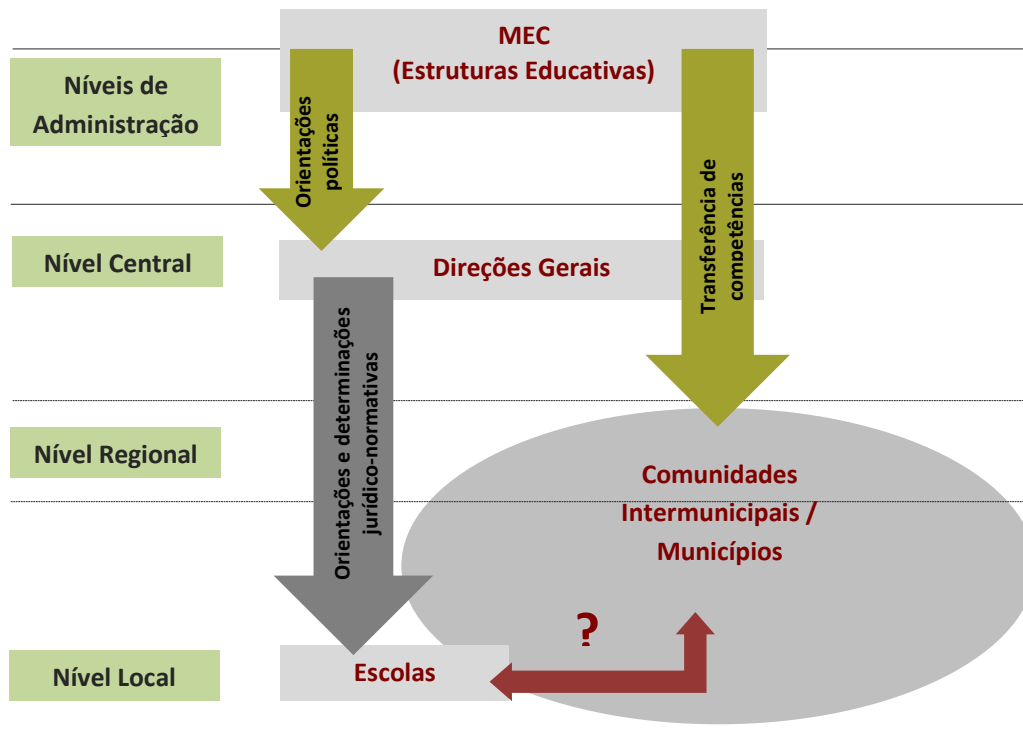 MEC
(Estruturas Educativas)
Níveis de
Administração
Orientações
políticas
Transferência de
competências
Nível Central
Direções Gerais
Orientações e determinações
jurídico-normativas
Nível Regional
Comunidades
Intermunicipais /
Municípios
?
Nível Local
Escolas